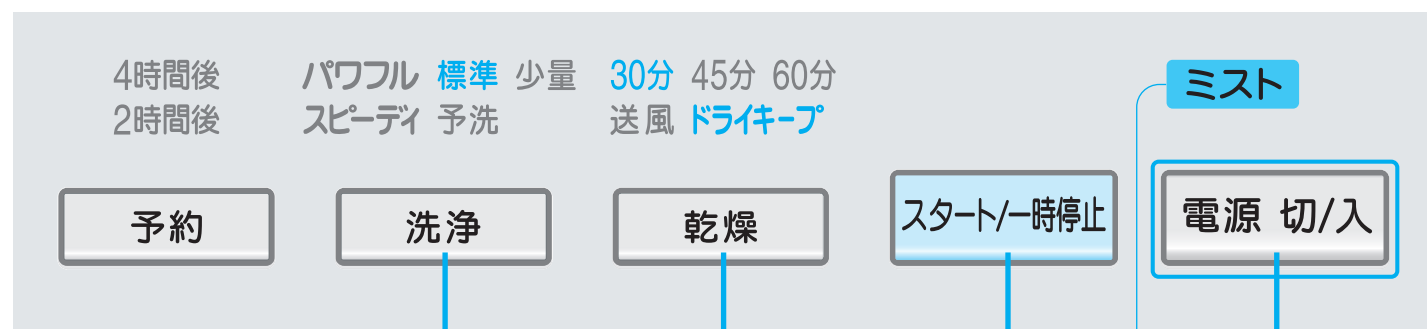 4時間後 パワフル 標準 少量 30分 45分 60分
2時間後 スピーディ 予洗 送風 ドライキープ
ミスト
予約 洗浄 乾燥 スタート/一時停止 電源 切/入